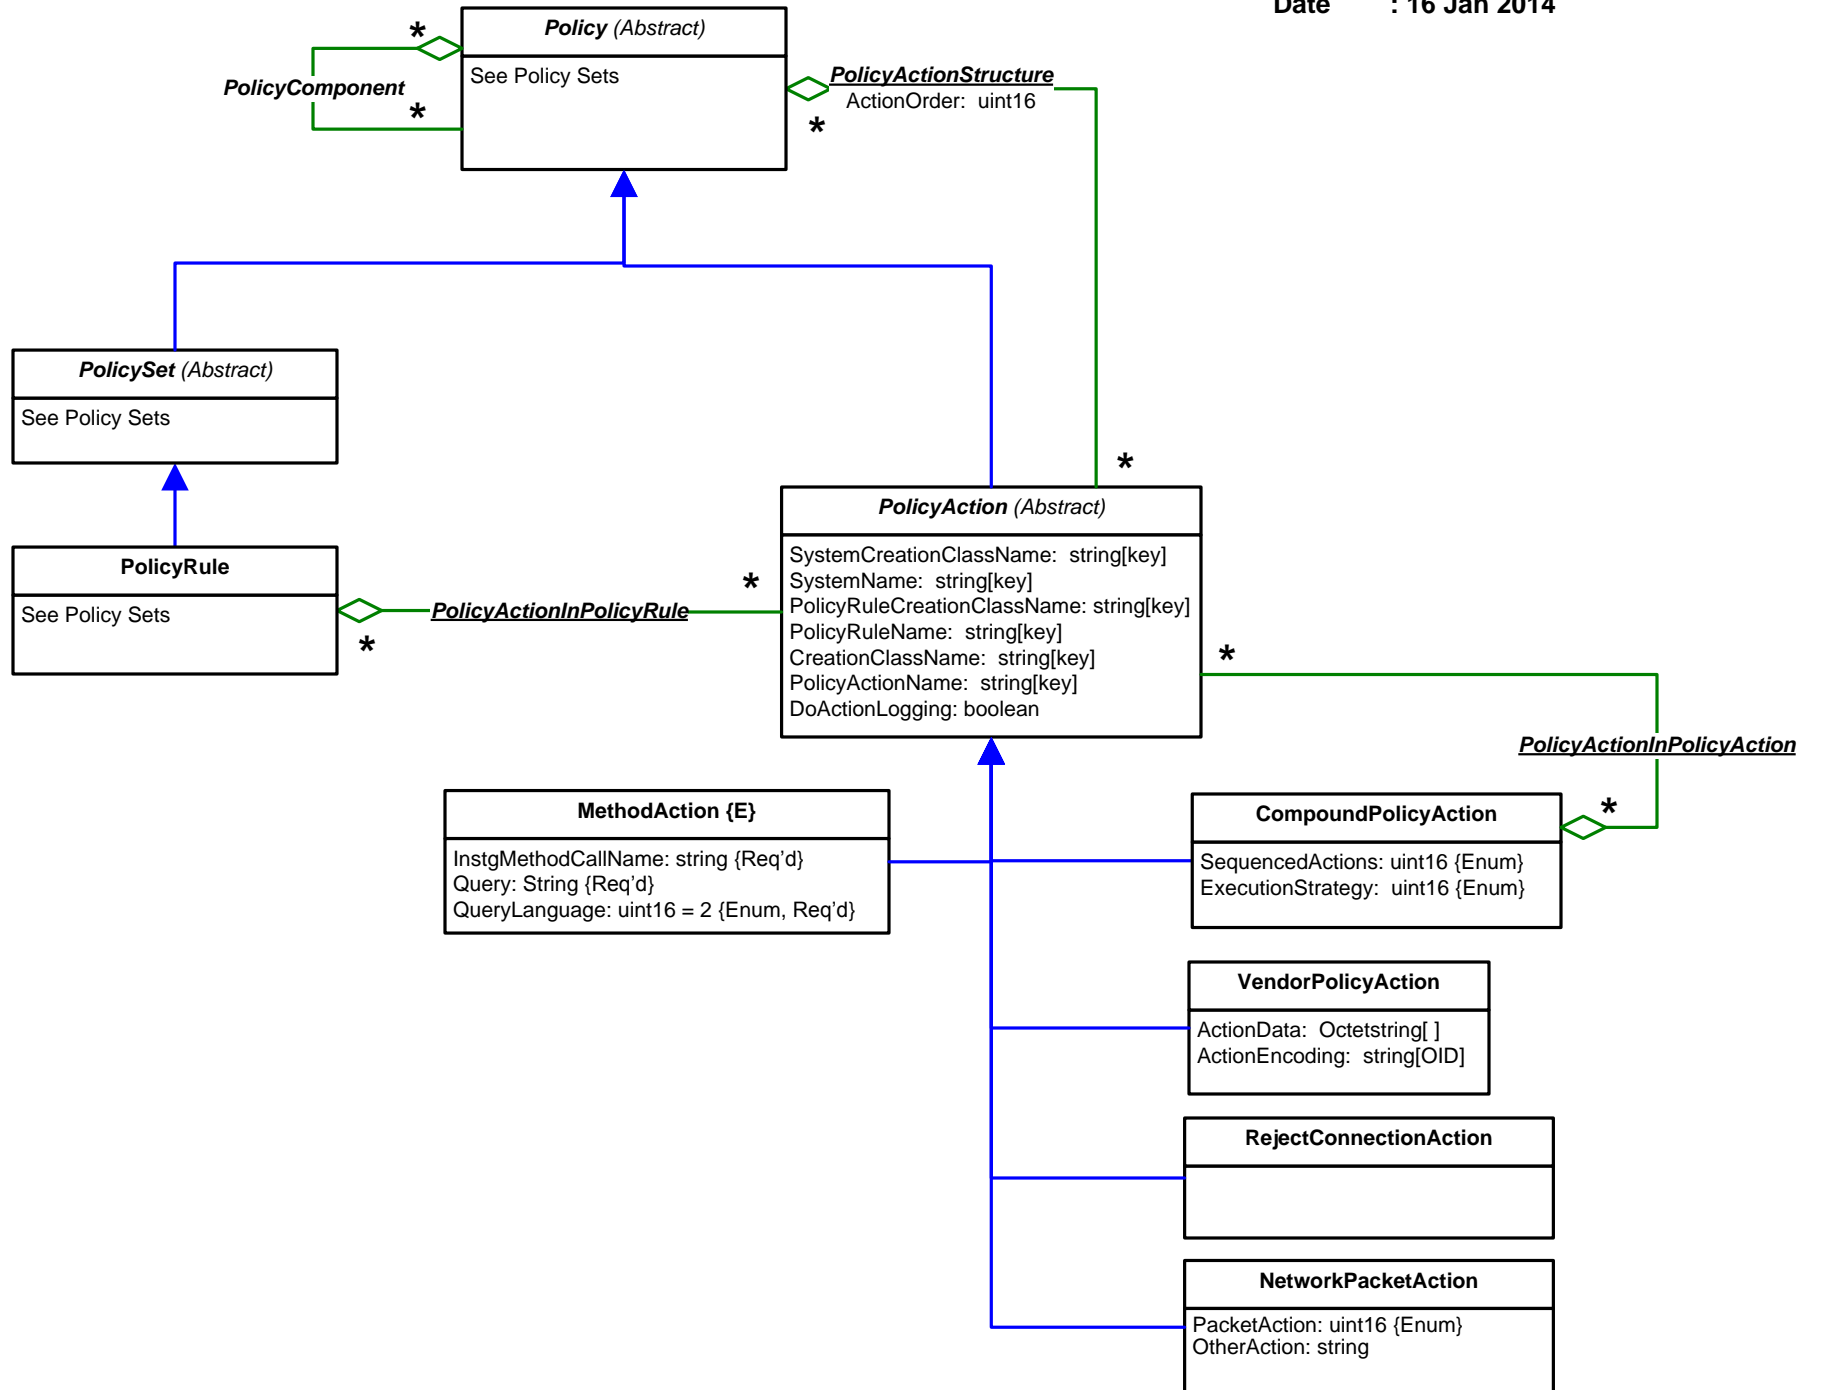 Date : 16 Jan 2014
*
Policy (Abstract)
See Policy Sets
PolicyComponent
*
PolicyActionStructure
ActionOrder: uint16
*
PolicySet (Abstract)
See Policy Sets
*
PolicyAction (Abstract)
SystemCreationClassName: string[key]
SystemName: string[key]
PolicyRuleCreationClassName: string[key]
PolicyRuleName: string[key]
CreationClassName: string[key]
PolicyActionName: string[key]
DoActionLogging: boolean
PolicyRule
See Policy Sets
*
PolicyActionInPolicyRule
*
*
PolicyActionInPolicyAction
*
MethodAction {E}
InstgMethodCallName: string {Req'd}
Query: String {Req'd}
QueryLanguage: uint16 = 2 {Enum, Req'd}
CompoundPolicyAction
SequencedActions: uint16 {Enum}
ExecutionStrategy: uint16 {Enum}
VendorPolicyAction
ActionData: Octetstring[ ]
ActionEncoding: string[OID]
RejectConnectionAction
NetworkPacketAction
PacketAction: uint16 {Enum}
OtherAction: string